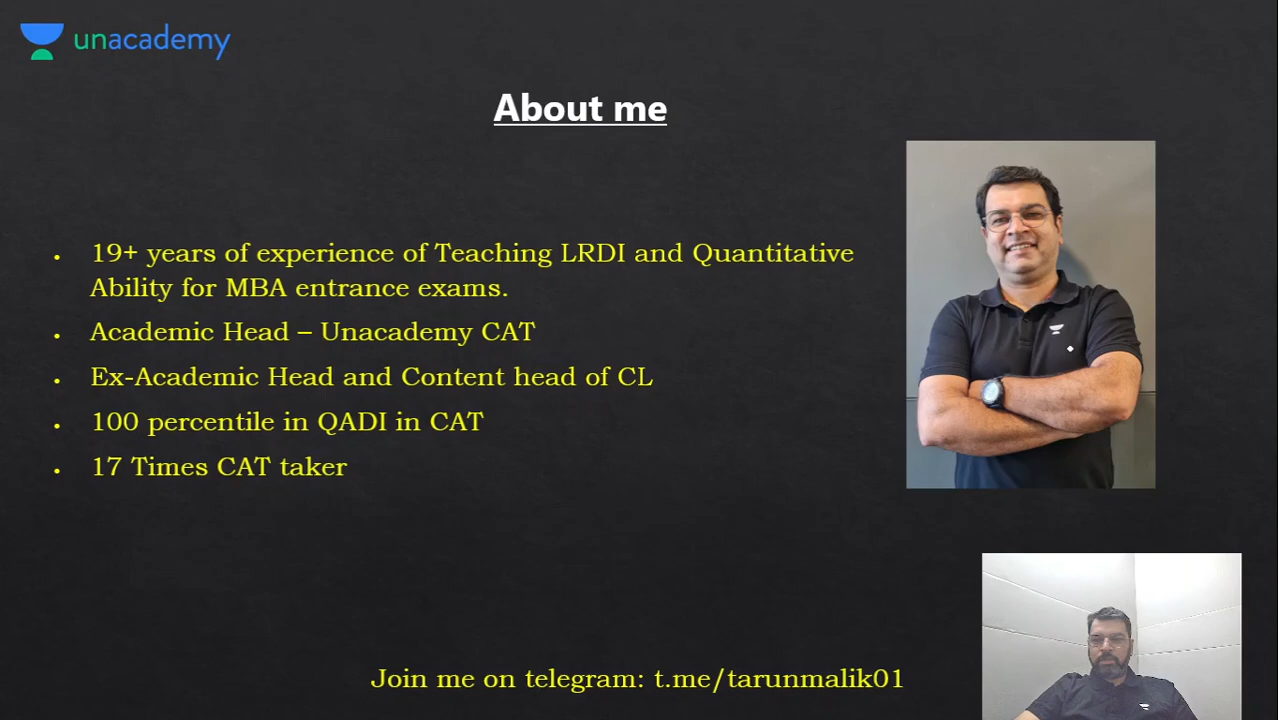 unacademy
About me
19+ years of experience of Teaching LRDI and Quantitative
Ability for MBA entrance exams.
Academic Head – Unacademy CAT
Ex-Academic Head and Content head of CL
100 percentile in QADI in CAT
17 Times CAT taker
Join me on telegram: t.me/tarunmalik01